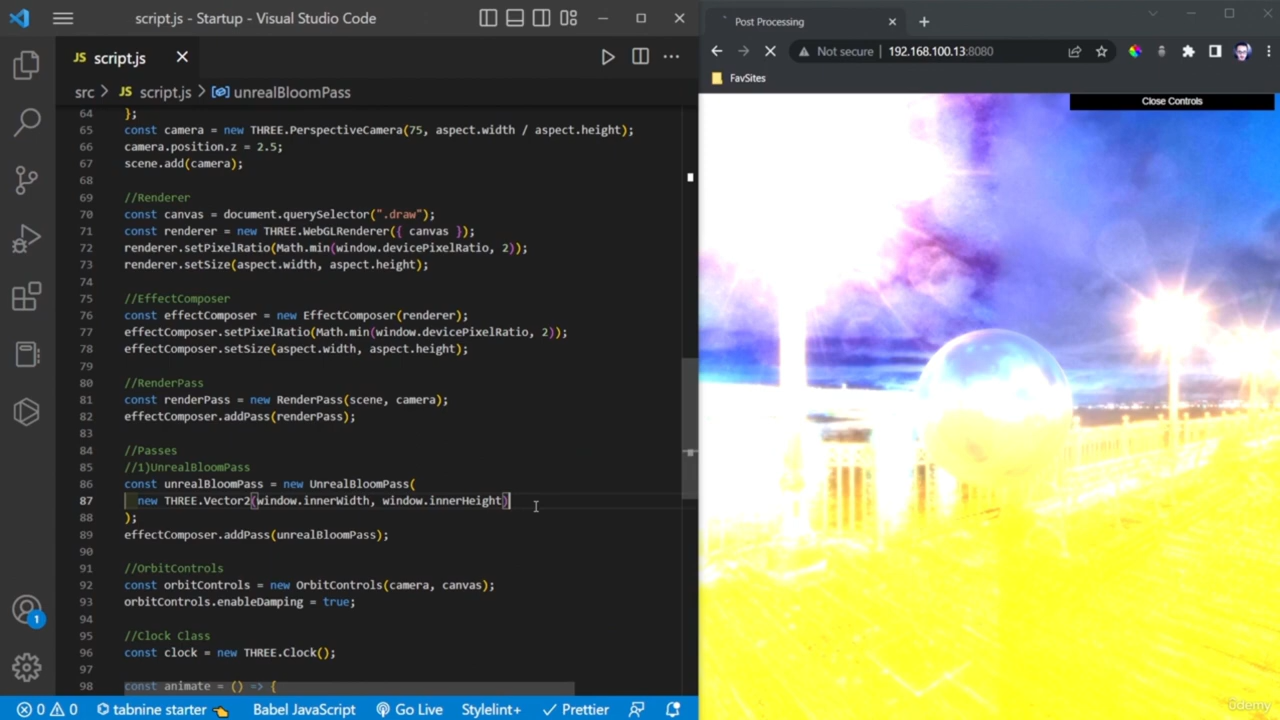 script.js - Startup - Visual Studio Code
JS script.js
src > JS script.js > unrealBloomPass
64 };
65 const camera = new THREE.PerspectiveCamera(75, aspect.width / aspect.height);
66 camera.position.z = 2.5;
67 scene.add(camera);
68
69 //Renderer
70 const canvas = document.querySelector(".draw");
71 const renderer = new THREE.WebGLRenderer({ canvas });
72 renderer.setPixelRatio(Math.min(window.devicePixelRatio, 2));
73 renderer.setSize(aspect.width, aspect.height);
74
75 //EffectComposer
76 const effectComposer = new EffectComposer(renderer);
77 effectComposer.setPixelRatio(Math.min(window.devicePixelRatio, 2));
78 effectComposer.setSize(aspect.width, aspect.height);
79
80 //RenderPass
81 const renderPass = new RenderPass(scene, camera);
82 effectComposer.addPass(renderPass);
83
84 //Passes
85 //1)UnrealBloomPass
86 const unrealBloomPass = new UnrealBloomPass(
87 new THREE.Vector2(window.innerWidth, window.innerHeight)
88 );
89 effectComposer.addPass(unrealBloomPass);
90
91 //OrbitControls
92 const orbitControls = new OrbitControls(camera, canvas);
93 orbitControls.enableDamping = true;
94
95 //Clock Class
96 const clock = new THREE.Clock();
97
98 const animate = () => {
1
0 0 tabnine starter Babel JavaScript Go Live Stylelint+ Prettier
Post Processing
Not secure 192.168.100.13:8080
FavSites
Close Controls
ûdemy